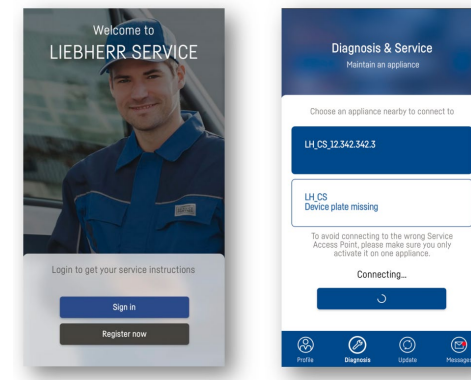 Welcome to
LIEBHERR SERVICE
Login to get your service instructions
Sign in
Register now
Diagnosis & Service
Maintain an appliance
Choose an appliance nearby to connect to
LH_CS_12.342.342.3
LH_CS
Device plate missing
To avoid connecting to the wrong Service
Access Point, please make sure you only
activate it on one appliance.
Connecting...
Profile
Diagnosis
Update
Messages